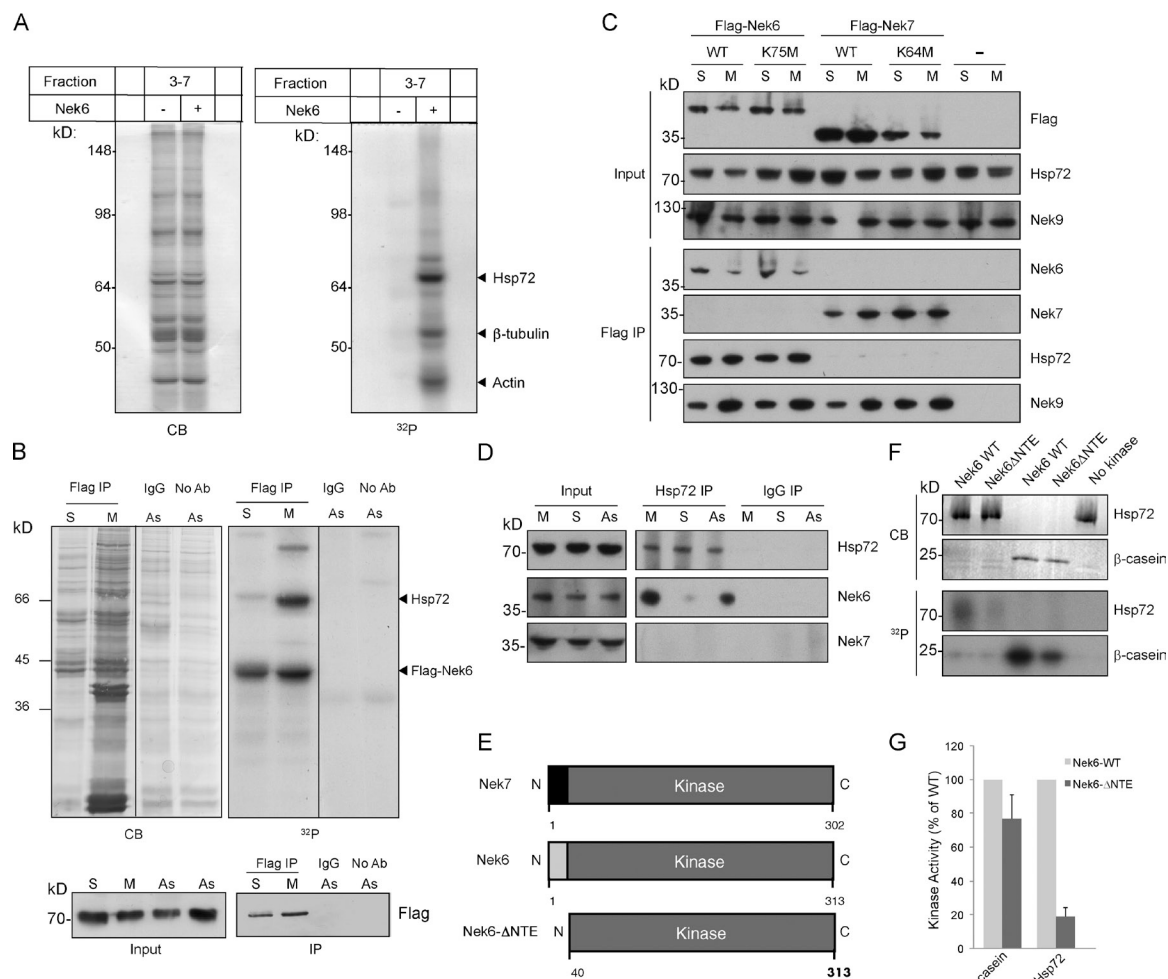 A
Fraction 3-7
Nek6 - +
kD:
148
98
64
50
CB
Fraction 3-7
Nek6 - +
kD:
148
98
64
50
Hsp72
β-tubulin
Actin
32P
B
Flag IP IgG No Ab
S M As As
kD
66
45
36
CB
Flag IP IgG No Ab
S M As As
Hsp72
Flag-Nek6
32P
kD S M As As
70-
Input
Flag IP IgG No Ab
S M As As
Flag
IP
C
Flag-Nek6 Flag-Nek7
WT K75M WT K64M –
kD S M S M S M S M S M
Input
35- Flag
70- Hsp72
130 Nek9
Flag IP
35- Nek6
35- Nek7
70- Hsp72
130 Nek9
D
Input Hsp72 IP IgG IP
kD M S As M S As M S As
70- Hsp72
35- Nek6
35- Nek7
E
Nek7 N Kinase C
1 302
Nek6 N Kinase C
1 313
Nek6-ΔNTE N Kinase C
40 313
F
Nek6 WT Nek6ΔNTE Nek6 WT Nek6ΔNTE No kinase
kD
CB
70- Hsp72
25 β-casein
32P
70- Hsp72
25 β-casein
G
Kinase Activity (% of WT)
120
100
80
60
40
20
0
Nek6-WT
Nek6-ΔNTE
casein Hsp72